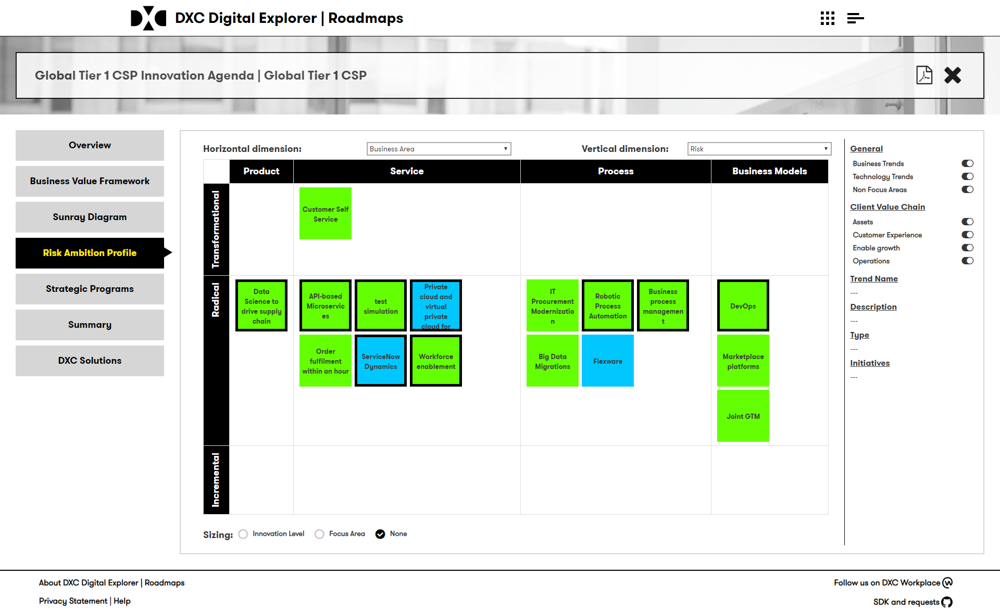 DXC Digital Explorer | Roadmaps
Global Tier 1 CSP Innovation Agenda | Global Tier 1 CSP
Overview
Business Value Framework
Sunray Diagram
Risk Ambition Profile
Strategic Programs
Summary
DXC Solutions
Horizontal dimension:
Business Area
Vertical dimension:
Risk
Product
Service
Process
Business Models
Transformational
Customer Self
Service
Radical
Data
Science to
drive supply
chain
API-based
Microservic
es
test
simulation
Private
cloud and
virtual
private
cloud for
Order
fulfilment
within an hour
ServiceNow
Dynamics
Workforce
enablement
IT
Procurement
Modernizatio
n
Robotic
Process
Automation
Business
process
managemen
t
Big Data
Migrations
Flexware
DevOps
Marketplace
platforms
Joint GTM
Incremental
Sizing:
Innovation Level
Focus Area
None
General
Business Trends
Technology Trends
Non Focus Areas
Client Value Chain
Assets
Customer Experience
Enable growth
Operations
Trend Name
---
Description
---
Type
---
Initiatives
---
About DXC Digital Explorer | Roadmaps
Privacy Statement | Help
Follow us on DXC Workplace
SDK and requests